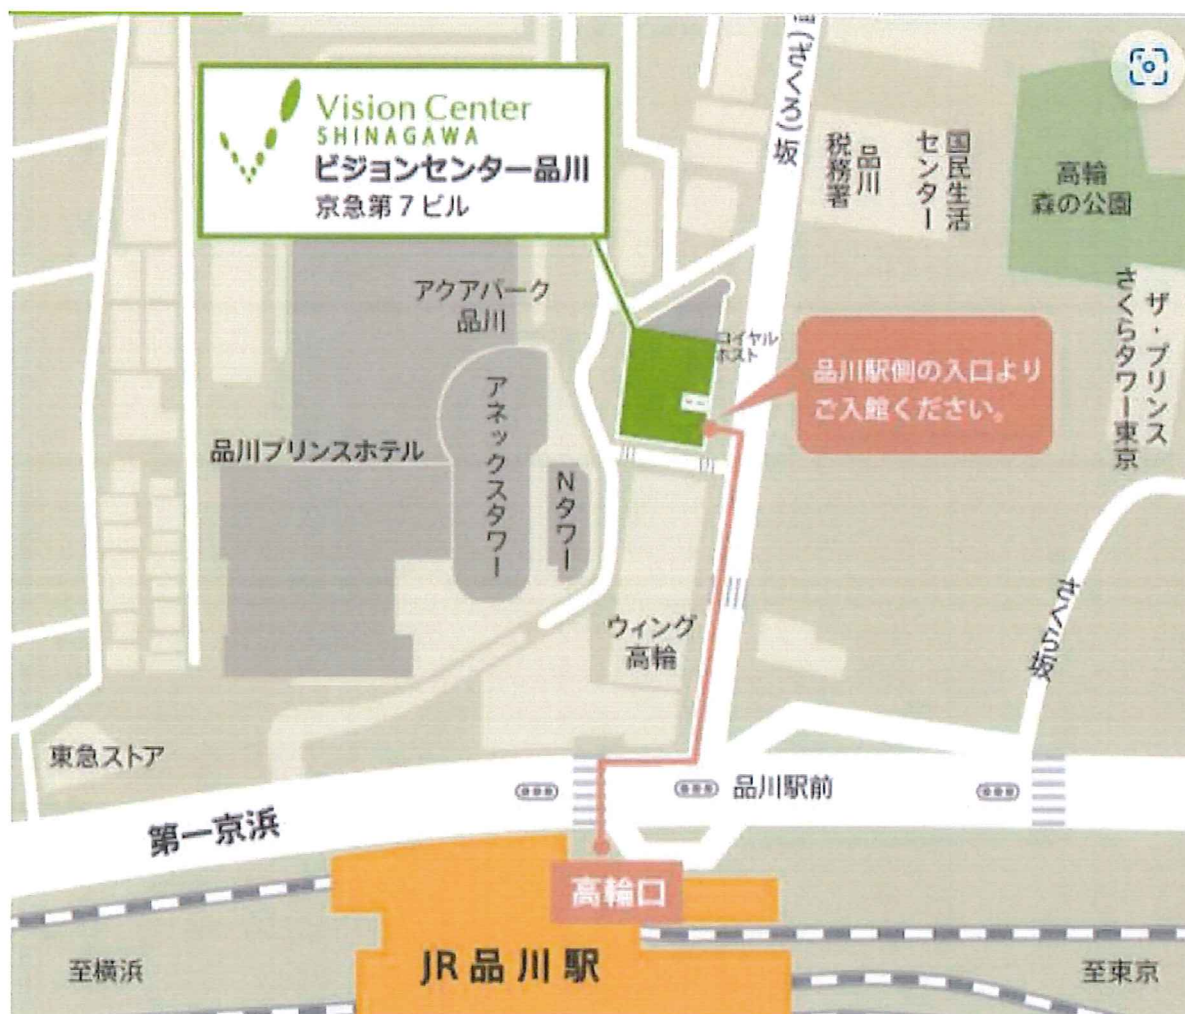 Vision Center
SHINAGAWA
ビジョンセンター品川
京急第7ビル
(さくろ)坂
品川
税務署
国民生活
センター
高輪
森の公園
アクアパーク
品川
ロイヤル
ホスト
品川駅側の入口より
ご入館ください。
ザ・プリンス
さくらタワー東京
品川プリンスホテル
アネックスタワー
Nタワー
ウィング
高輪
さくら坂
東急ストア
品川駅前
第一京浜
高輪口
JR品川駅
至横浜
至東京